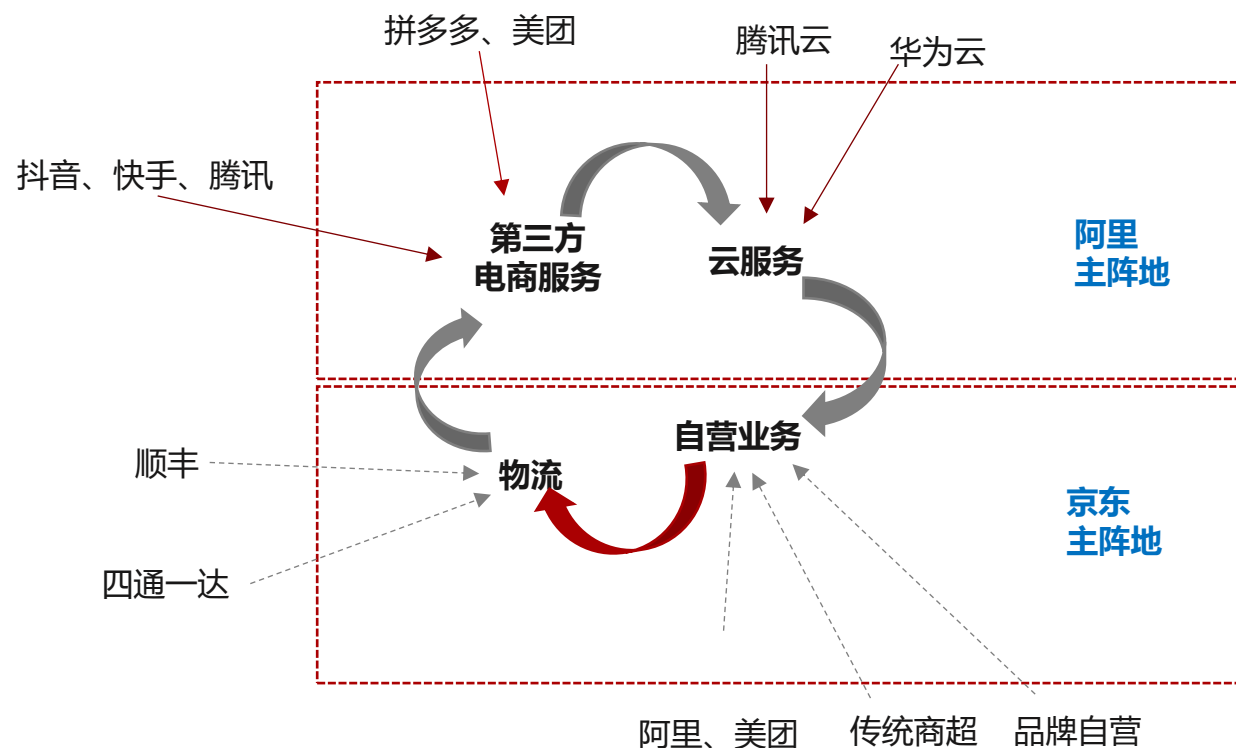 拼多多、美团
腾讯云
华为云
抖音、快手、腾讯
第三方
电商服务
云服务
阿里
主阵地
自营业务
物流
顺丰
京东
主阵地
四通一达
阿里、美团
传统商超
品牌自营